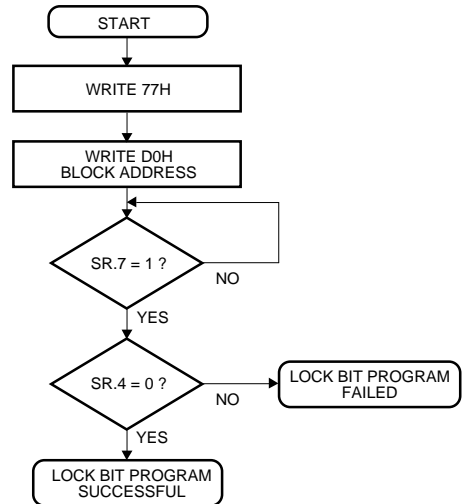 START
WRITE 77H
WRITE D0H
BLOCK ADDRESS
SR.7 = 1 ?
NO
YES
SR.4 = 0 ?
NO
LOCK BIT PROGRAM
FAILED
YES
LOCK BIT PROGRAM
SUCCESSFUL